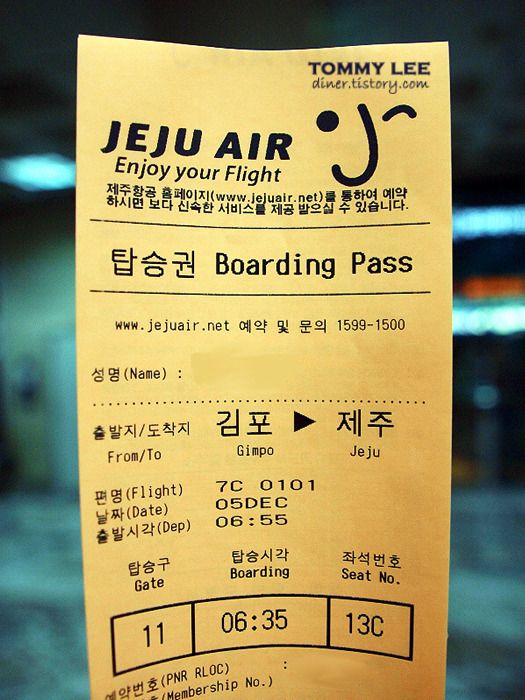 TOMMY LEE
diner.tistory.com
JEJU AIR
Enjoy your Flight
제주항공 홈페이지(www.jejuair.net)를 통하여 예약
하시면 보다 신속한 서비스를 제공 받으실 수 있습니다.
탑승권 Boarding Pass
www.jejuair.net 예약 및 문의 1599-1500
성명(Name) :
출발지/도착지 김포 ▶ 제주
From/To Gimpo Jeju
편명(Flight) 7C 0101
날짜(Date) 05DEC
출발시각(Dep) 06:55
탑승구 탑승시각 좌석번호
Gate Boarding Seat No.
11 06:35 13C
예약번호(PNR RLOC) :
(Membership No.)